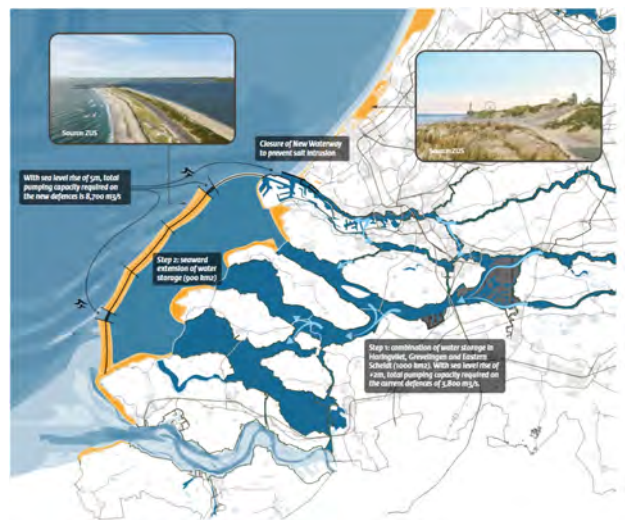 Source: ZUS
Source: ZUS
Closure of New Waterway
to prevent salt intrusion
With sea level rise of 5m, total
pumping capacity required on
the new defences is 8,700 m3/s
Step 2: seaward
extension of water
storage (900 km2)
Step 1: combination of water storage in
Haringvliet, Grevelingen and Eastern
Scheldt (1000 km2). With sea level rise of
+2m, total pumping capacity required on
the current defences of 5,800 m3/s.